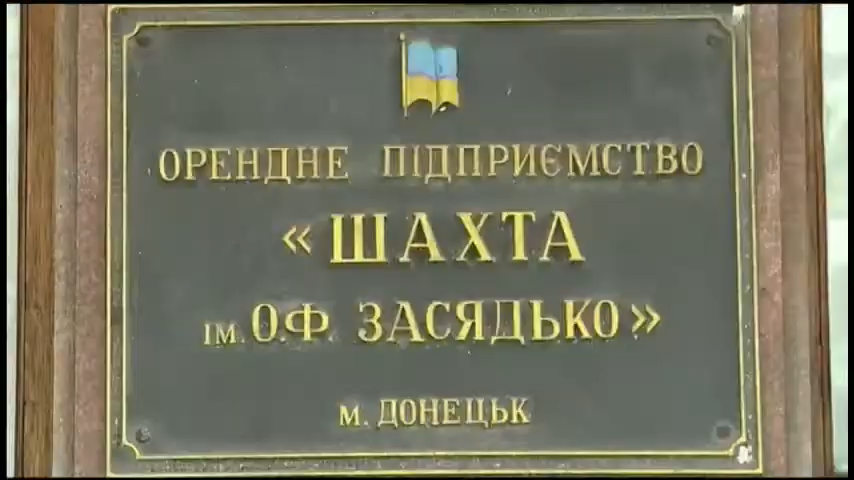 ОРЕНДНЕ ПІДПРИЄМСТВО
«ШАХТА
ім. О.Ф. ЗАСЯДЬКО»
м. ДОНЕЦЬК